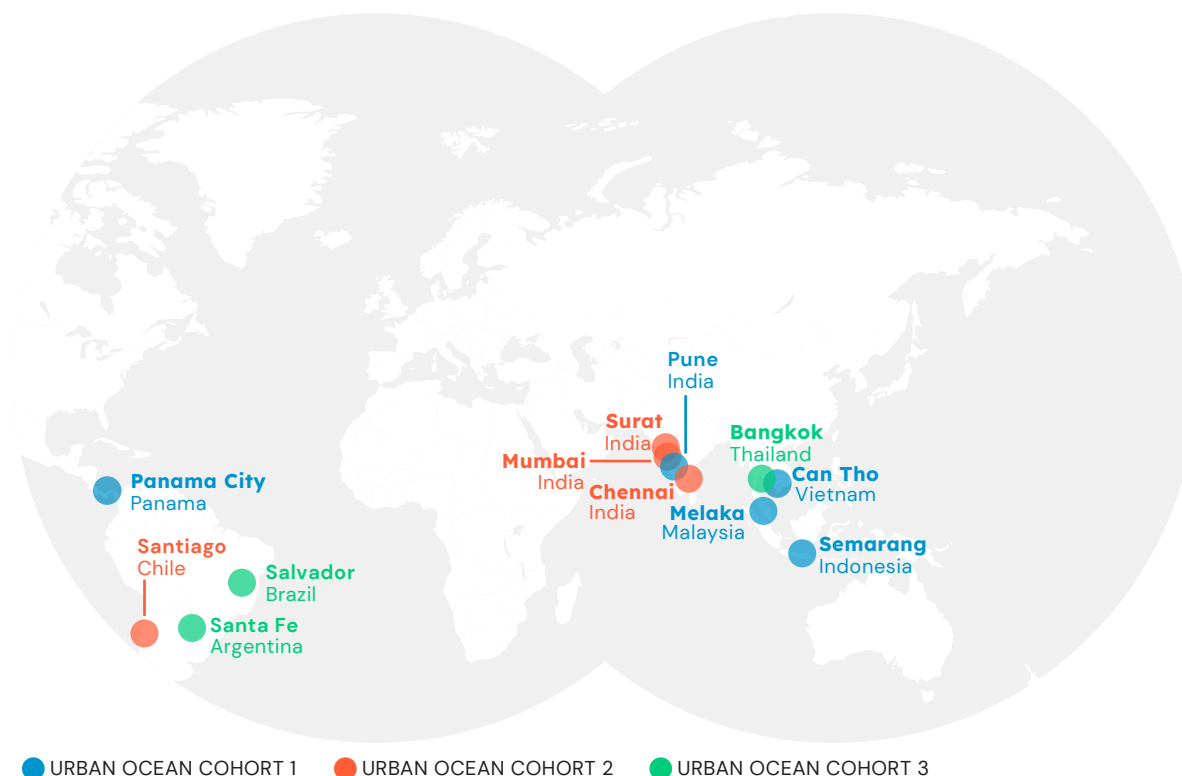 Pune
India
Surat
India
Mumbai
India
Chennai
India
Bangkok
Thailand
Can Tho
Vietnam
Melaka
Malaysia
Semarang
Indonesia
Panama City
Panama
Santiago
Chile
Salvador
Brazil
Santa Fe
Argentina
URBAN OCEAN COHORT 1
URBAN OCEAN COHORT 2
URBAN OCEAN COHORT 3